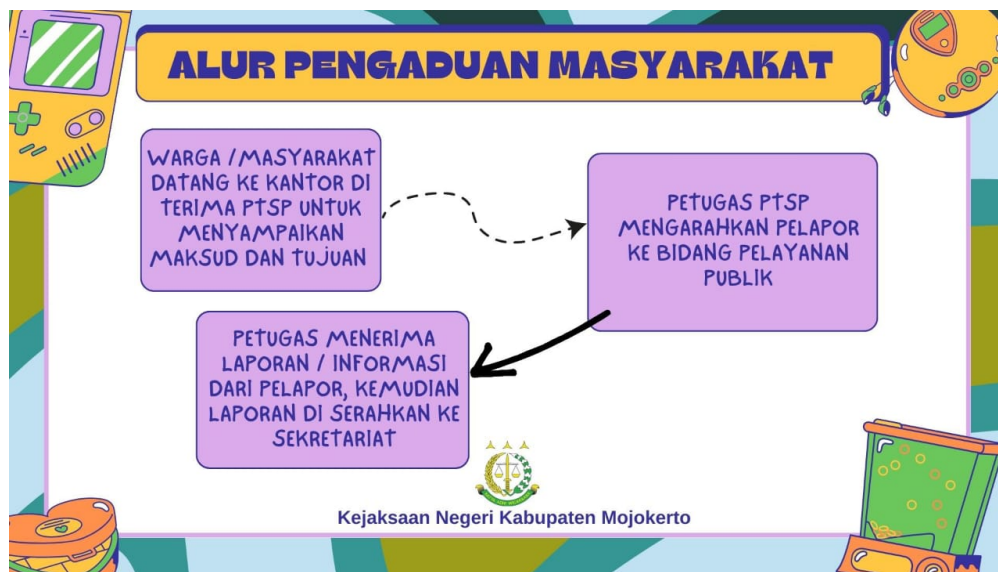 ALUR PENGADUAN MASYARAKAT
WARGA / MASYARAKAT
DATANG KE KANTOR DI
TERIMA PTSP UNTUK
MENYAMPAIKAN
MAKSUD DAN TUJUAN
PETUGAS PTSP
MENGARAHKAN PELAPOR
KE BIDANG PELAYANAN
PUBLIK
PETUGAS MENERIMA
LAPORAN / INFORMASI
DARI PELAPOR, KEMUDIAN
LAPORAN DI SERAHKAN KE
SEKRETARIAT
Kejaksaan Negeri Kabupaten Mojokerto